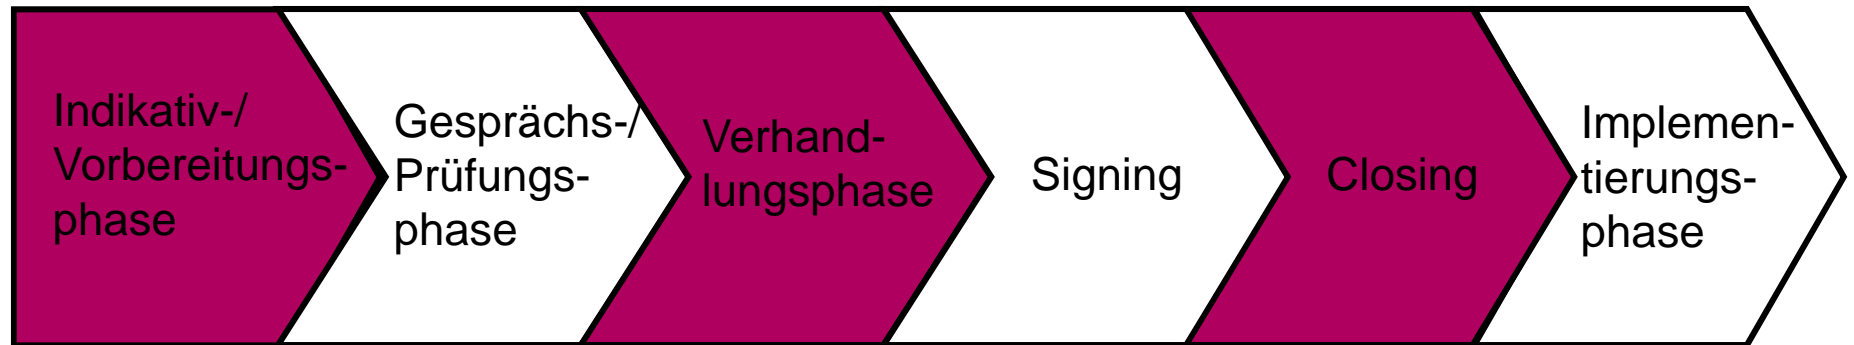 Indikativ-/
Vorbereitungs-
phase
Gesprächs-/
Prüfungs-
phase
Verhand-
lungsphase
Signing
Closing
Implemen-
tierungs-
phase